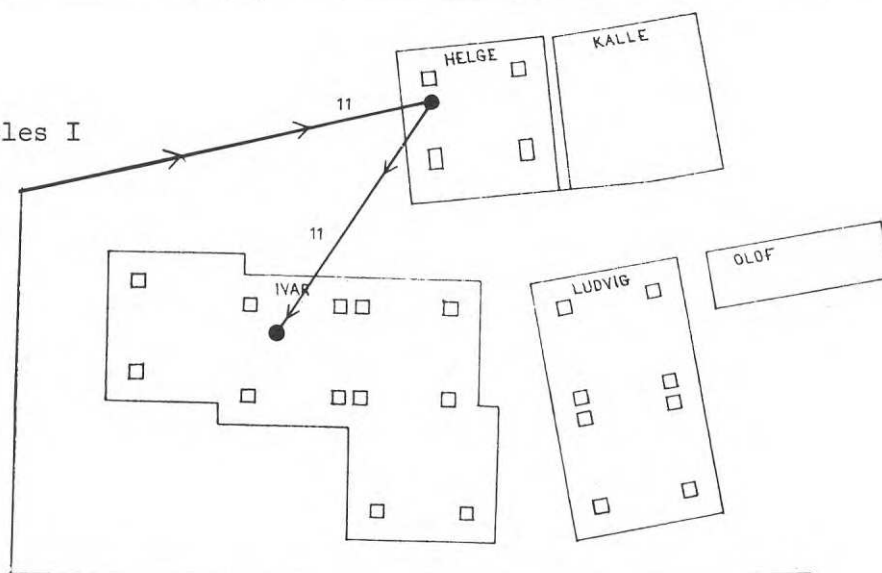 HELGE
KALLE
11
les I
11
OLOF
IVAR
LUDVIG